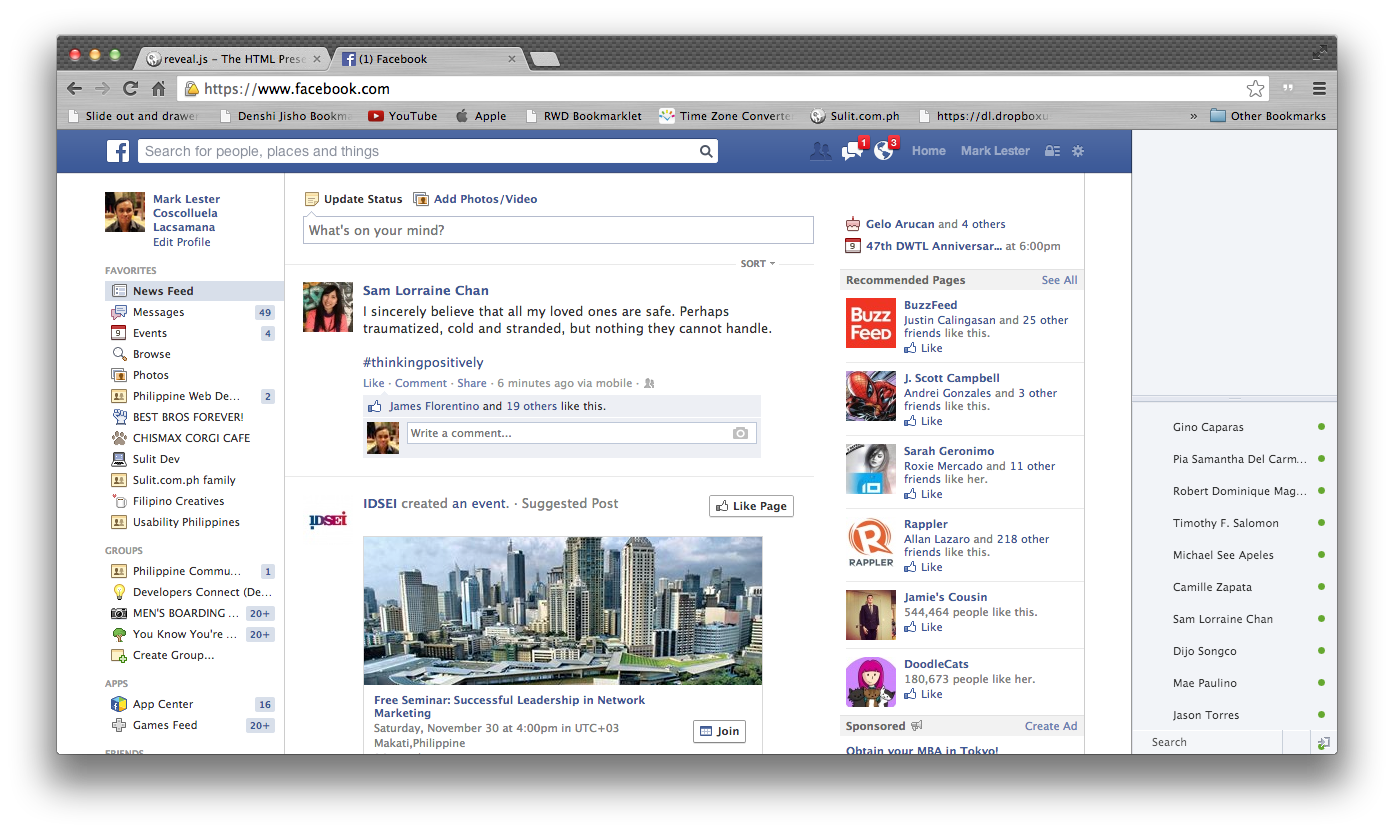 reveal.js – The HTML Prese
(1) Facebook
https://www.facebook.com
Slide out and drawer
Denshi Jisho Bookma
YouTube
Apple
RWD Bookmarklet
Time Zone Converter
Sulit.com.ph
https://dl.dropboxu
»
Other Bookmarks
Search for people, places and things
1
3
Home
Mark Lester
Mark Lester
Coscolluela
Lacsamana
Edit Profile
FAVORITES
News Feed
Messages 49
Events 4
Browse
Photos
Philippine Web De... 2
BEST BROS FOREVER!
CHISMAX CORGI CAFE
Sulit Dev
Sulit.com.ph family
Filipino Creatives
Usability Philippines
GROUPS
Philippine Commu... 1
Developers Connect (De...
MEN'S BOARDING ... 20+
You Know You're ... 20+
Create Group...
APPS
App Center 16
Games Feed 20+
FRIENDS
Update Status
Add Photos/Video
What's on your mind?
SORT
Sam Lorraine Chan
I sincerely believe that all my loved ones are safe. Perhaps
traumatized, cold and stranded, but nothing they cannot handle.
#thinkingpositively
Like · Comment · Share · 6 minutes ago via mobile ·
James Florentino and 19 others like this.
Write a comment...
IDSEI
IDSEI created an event. · Suggested Post
Like Page
Free Seminar: Successful Leadership in Network
Marketing
Saturday, November 30 at 4:00pm in UTC+03
Makati,Philippine
Join
Gelo Arucan and 4 others
9
47th DWTL Anniversar... at 6:00pm
Recommended Pages
See All
BuzzFeed
BuzzFeed
Justin Calingasan and 25 other
friends like this.
Like
J. Scott Campbell
Andrei Gonzales and 3 other
friends like this.
Like
Sarah Geronimo
Roxie Mercado and 11 other
friends like her.
Like
RAPPLER
Rappler
Allan Lazaro and 218 other
friends like this.
Like
Jamie's Cousin
544,464 people like this.
Like
DoodleCats
180,673 people like her.
Like
Sponsored
Create Ad
Obtain your MBA in Tokyo!
Gino Caparas
Pia Samantha Del Carm...
Robert Dominique Mag...
Timothy F. Salomon
Michael See Apeles
Camille Zapata
Sam Lorraine Chan
Dijo Songco
Mae Paulino
Jason Torres
Search